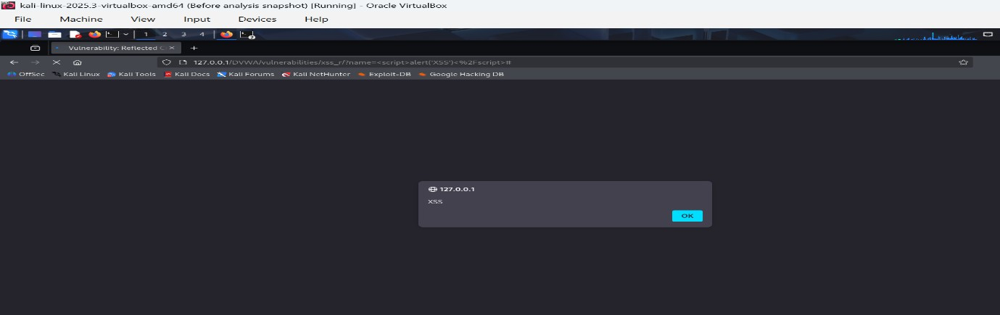 kali-linux-2025.3-virtualbox-amd64 (Before analysis snapshot) [Running] - Oracle VirtualBox
File Machine View Input Devices Help
1 2 3 4
Vulnerability: Reflected C
127.0.0.1/DVWA/vulnerabilities/xss_r/?name=<script>alert('XSS')<%2Fscript>#
OffSec Kali Linux Kali Tools Kali Docs Kali Forums Kali NetHunter Exploit-DB Google Hacking DB
127.0.0.1
XSS
OK